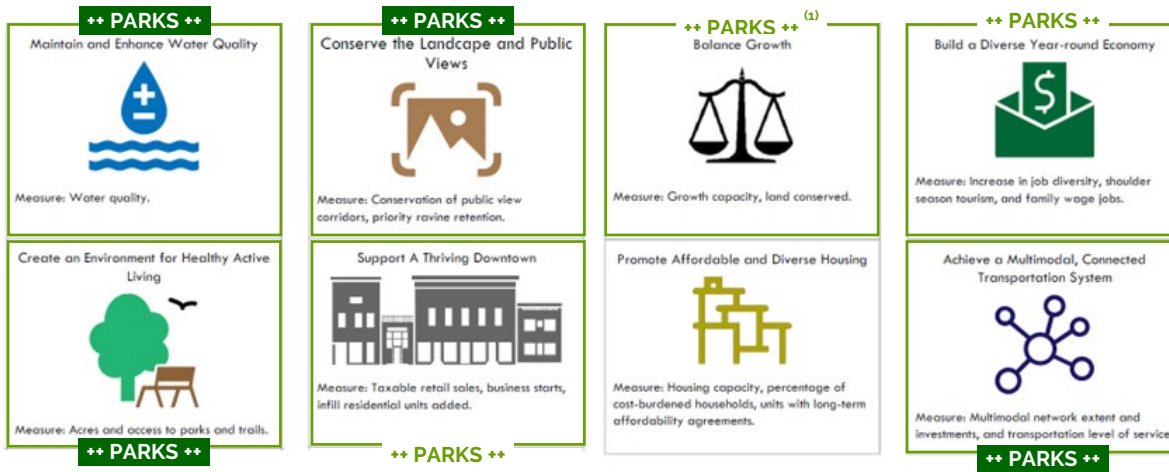 ++ PARKS ++
Maintain and Enhance Water Quality
Measure: Water quality.
++ PARKS ++
Conserve the Landscape and Public
Views
Measure: Conservation of public view
corridors, priority ravine retention.
++ PARKS ++ (1)
Balance Growth
Measure: Growth capacity, land conserved.
++ PARKS ++
Build a Diverse Year-round Economy
$
Measure: Increase in job diversity, shoulder
season tourism, and family wage jobs.
Create an Environment for Healthy Active
Living
Measure: Acres and access to parks and trails.
++ PARKS ++
Support A Thriving Downtown
Measure: Taxable retail sales, business starts,
infill residential units added.
++ PARKS ++
Promote Affordable and Diverse Housing
Measure: Housing capacity, percentage of
cost-burdened households, units with long-term
affordability agreements.
Achieve a Multimodal, Connected
Transportation System
Measure: Multimodal network extent and
investments, and transportation level of service
++ PARKS ++